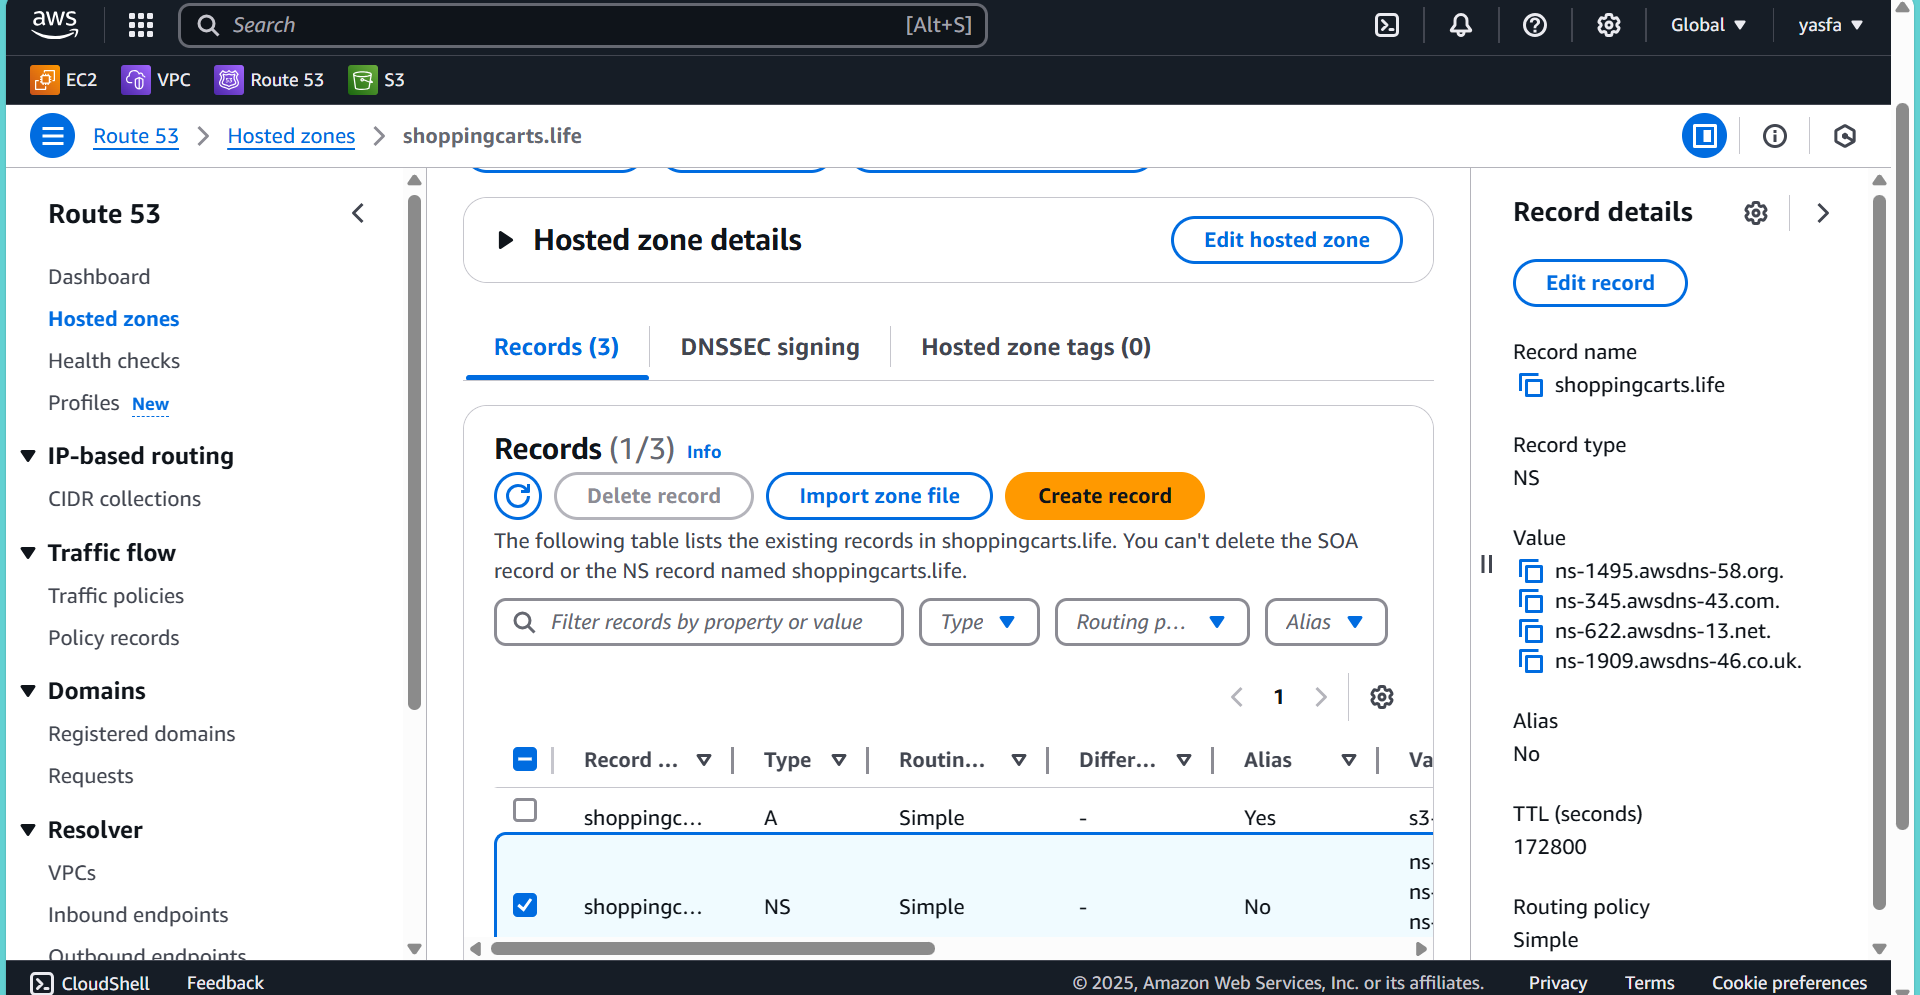 aws
Search [Alt+S]
Global
yasfa
EC2
VPC
Route 53
S3
Route 53 > Hosted zones > shoppingcarts.life
Route 53
Dashboard
Hosted zones
Health checks
Profiles New
IP-based routing
CIDR collections
Traffic flow
Traffic policies
Policy records
Domains
Registered domains
Requests
Resolver
VPCs
Inbound endpoints
Outbound endpoints
Hosted zone details
Edit hosted zone
Records (3)
DNSSEC signing
Hosted zone tags (0)
Records (1/3) Info
Delete record
Import zone file
Create record
The following table lists the existing records in shoppingcarts.life. You can't delete the SOA
record or the NS record named shoppingcarts.life.
Filter records by property or value
Type
Routing p...
Alias
1
Record ... Type Routin... Differ... Alias Va
shoppingc... A Simple - Yes s3-
shoppingc... NS Simple - No ns-
ns-
ns-
Record details
Edit record
Record name
shoppingcarts.life
Record type
NS
Value
ns-1495.awsdns-58.org.
ns-345.awsdns-43.com.
ns-622.awsdns-13.net.
ns-1909.awsdns-46.co.uk.
Alias
No
TTL (seconds)
172800
Routing policy
Simple
CloudShell
Feedback
© 2025, Amazon Web Services, Inc. or its affiliates.
Privacy
Terms
Cookie preferences